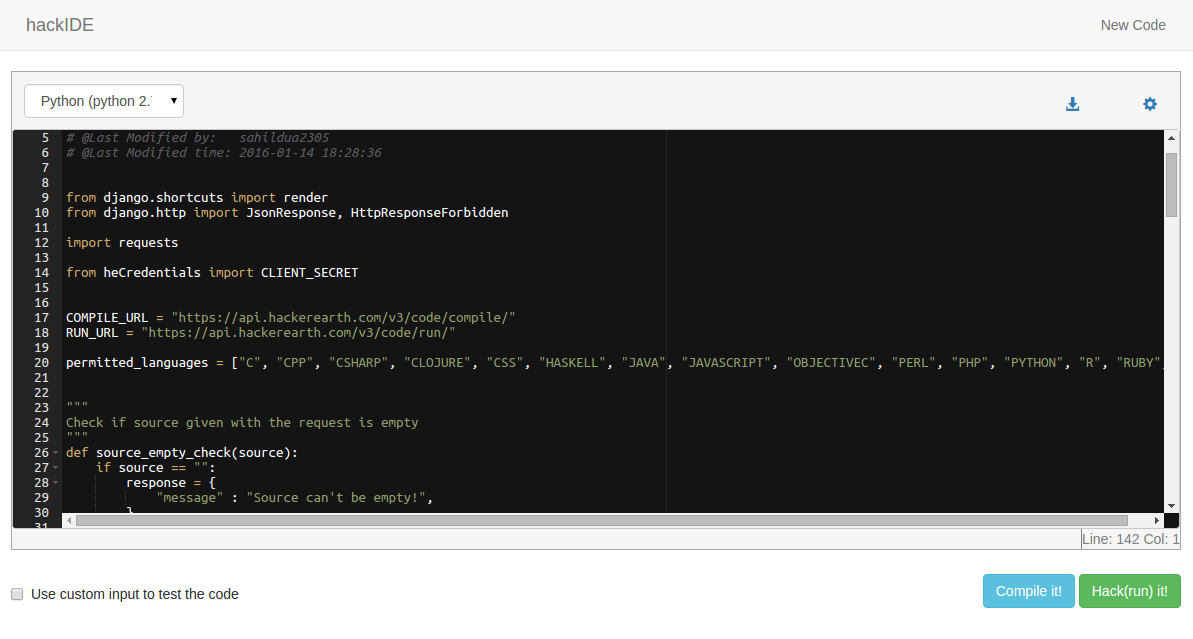 hackIDE
New Code
Python (python 2.
5 # @Last Modified by:   sahildua2305
6 # @Last Modified time: 2016-01-14 18:28:36
7
8
9 from django.shortcuts import render
10 from django.http import JsonResponse, HttpResponseForbidden
11
12 import requests
13
14 from heCredentials import CLIENT_SECRET
15
16
17 COMPILE_URL = "https://api.hackerearth.com/v3/code/compile/"
18 RUN_URL = "https://api.hackerearth.com/v3/code/run/"
19
20 permitted_languages = ["C", "CPP", "CSHARP", "CLOJURE", "CSS", "HASKELL", "JAVA", "JAVASCRIPT", "OBJECTIVEC", "PERL", "PHP", "PYTHON", "R", "RUBY",
21
22
23 """
24 Check if source given with the request is empty
25 """
26 def source_empty_check(source):
27     if source == "":
28         response = {
29             "message" : "Source can't be empty!",
30         }
31
Line: 142 Col: 1
Use custom input to test the code
Compile it!
Hack(run) it!